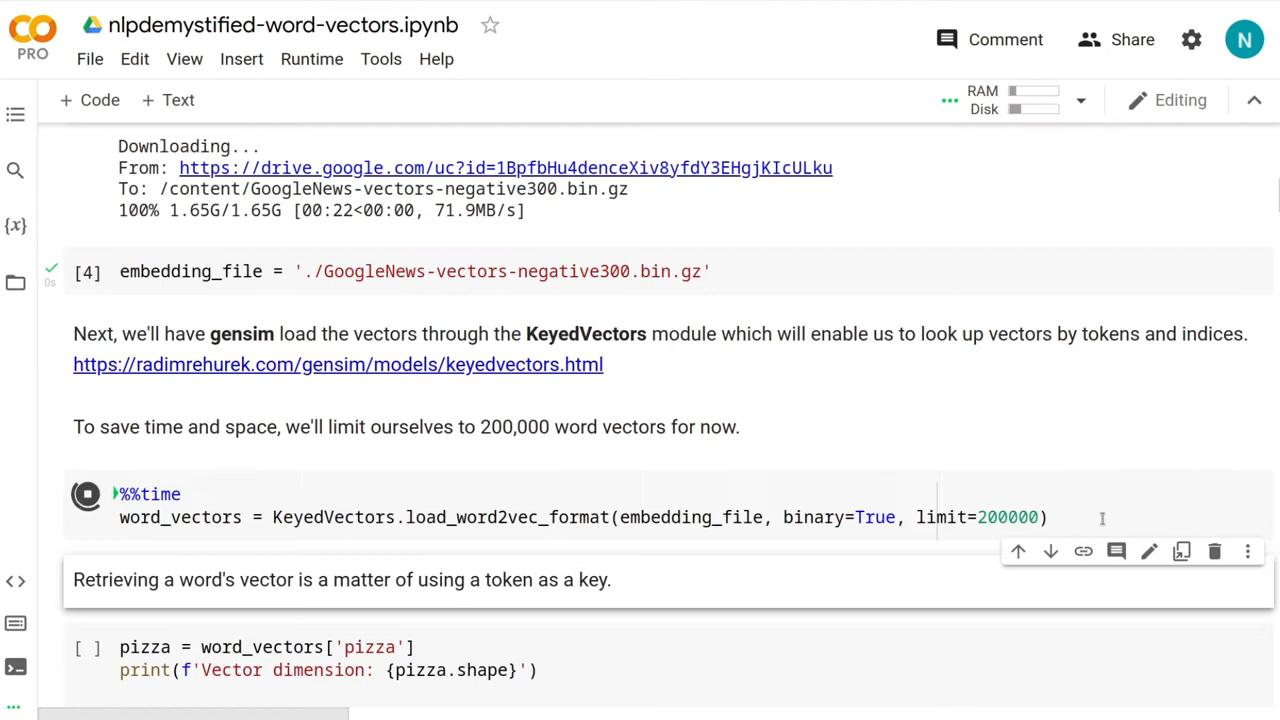 nlpdemystified-word-vectors.ipynb
PRO
File Edit View Insert Runtime Tools Help
Comment Share N
+ Code + Text
RAM
Disk
Editing
Downloading...
From: https://drive.google.com/uc?id=1BpfbHu4denceXiv8yfdY3EHgjKIcULku
To: /content/GoogleNews-vectors-negative300.bin.gz
100% 1.65G/1.65G [00:22<00:00, 71.9MB/s]
[4] embedding_file = './GoogleNews-vectors-negative300.bin.gz'
0s
Next, we'll have gensim load the vectors through the KeyedVectors module which will enable us to look up vectors by tokens and indices.
https://radimrehurek.com/gensim/models/keyedvectors.html
To save time and space, we'll limit ourselves to 200,000 word vectors for now.
%%time
word_vectors = KeyedVectors.load_word2vec_format(embedding_file, binary=True, limit=200000)
Retrieving a word's vector is a matter of using a token as a key.
[ ] pizza = word_vectors['pizza']
print(f'Vector dimension: {pizza.shape}')